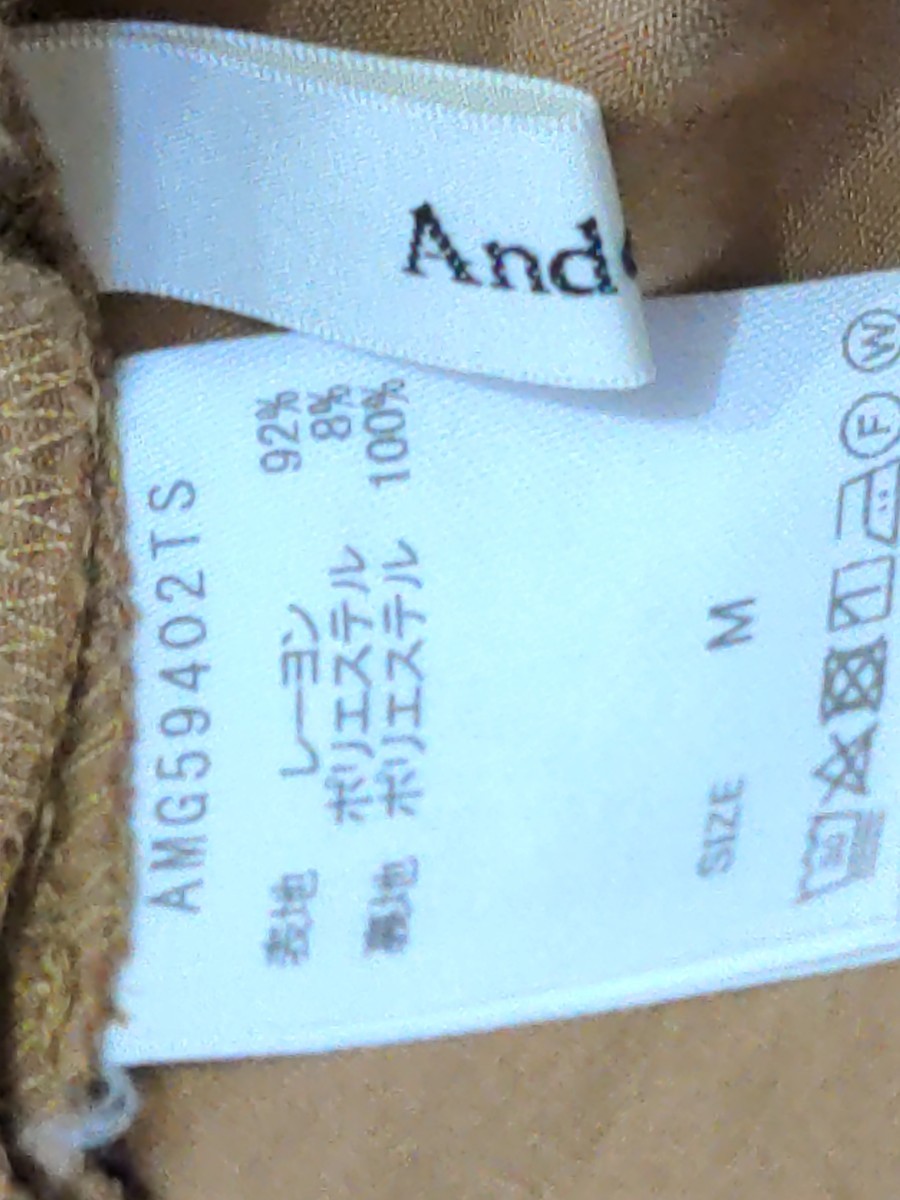 And
AMG59402TS
表地 レーヨン 92%
ポリエステル 8%
裏地 ポリエステル 100%
SIZE M
30
F
W